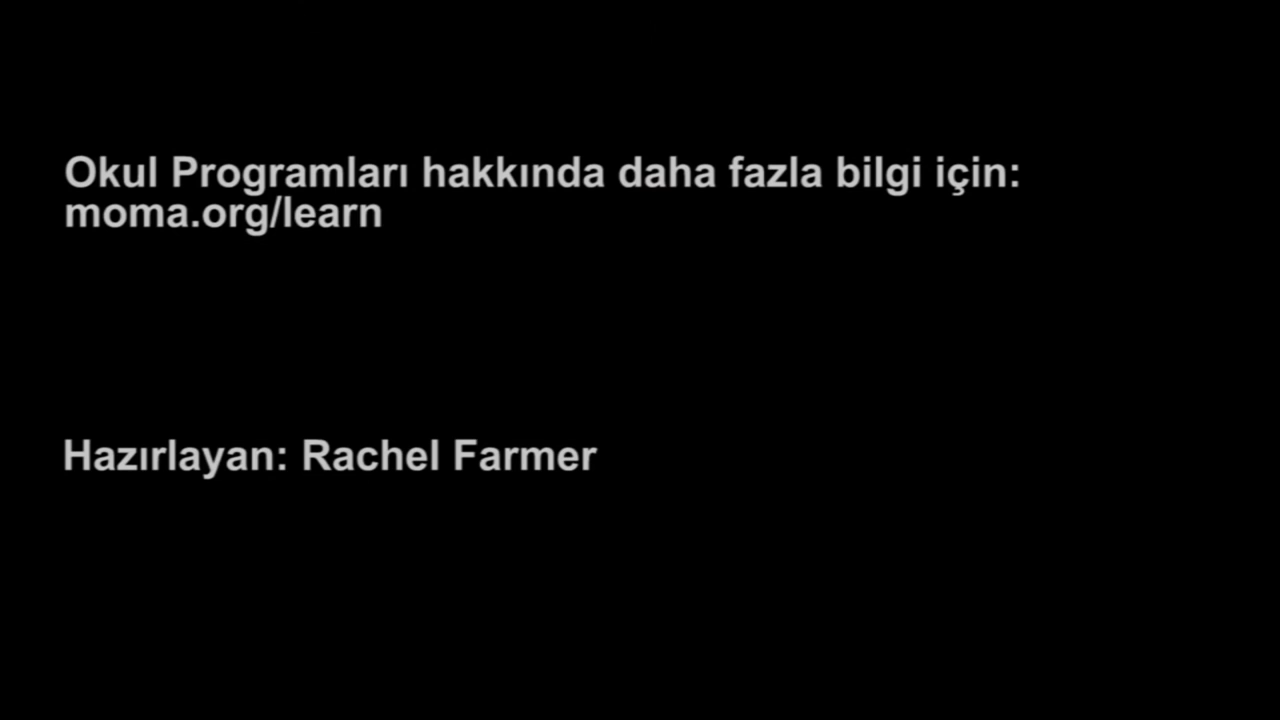 Okul Programları hakkında daha fazla bilgi için:
moma.org/learn
Hazırlayan: Rachel Farmer